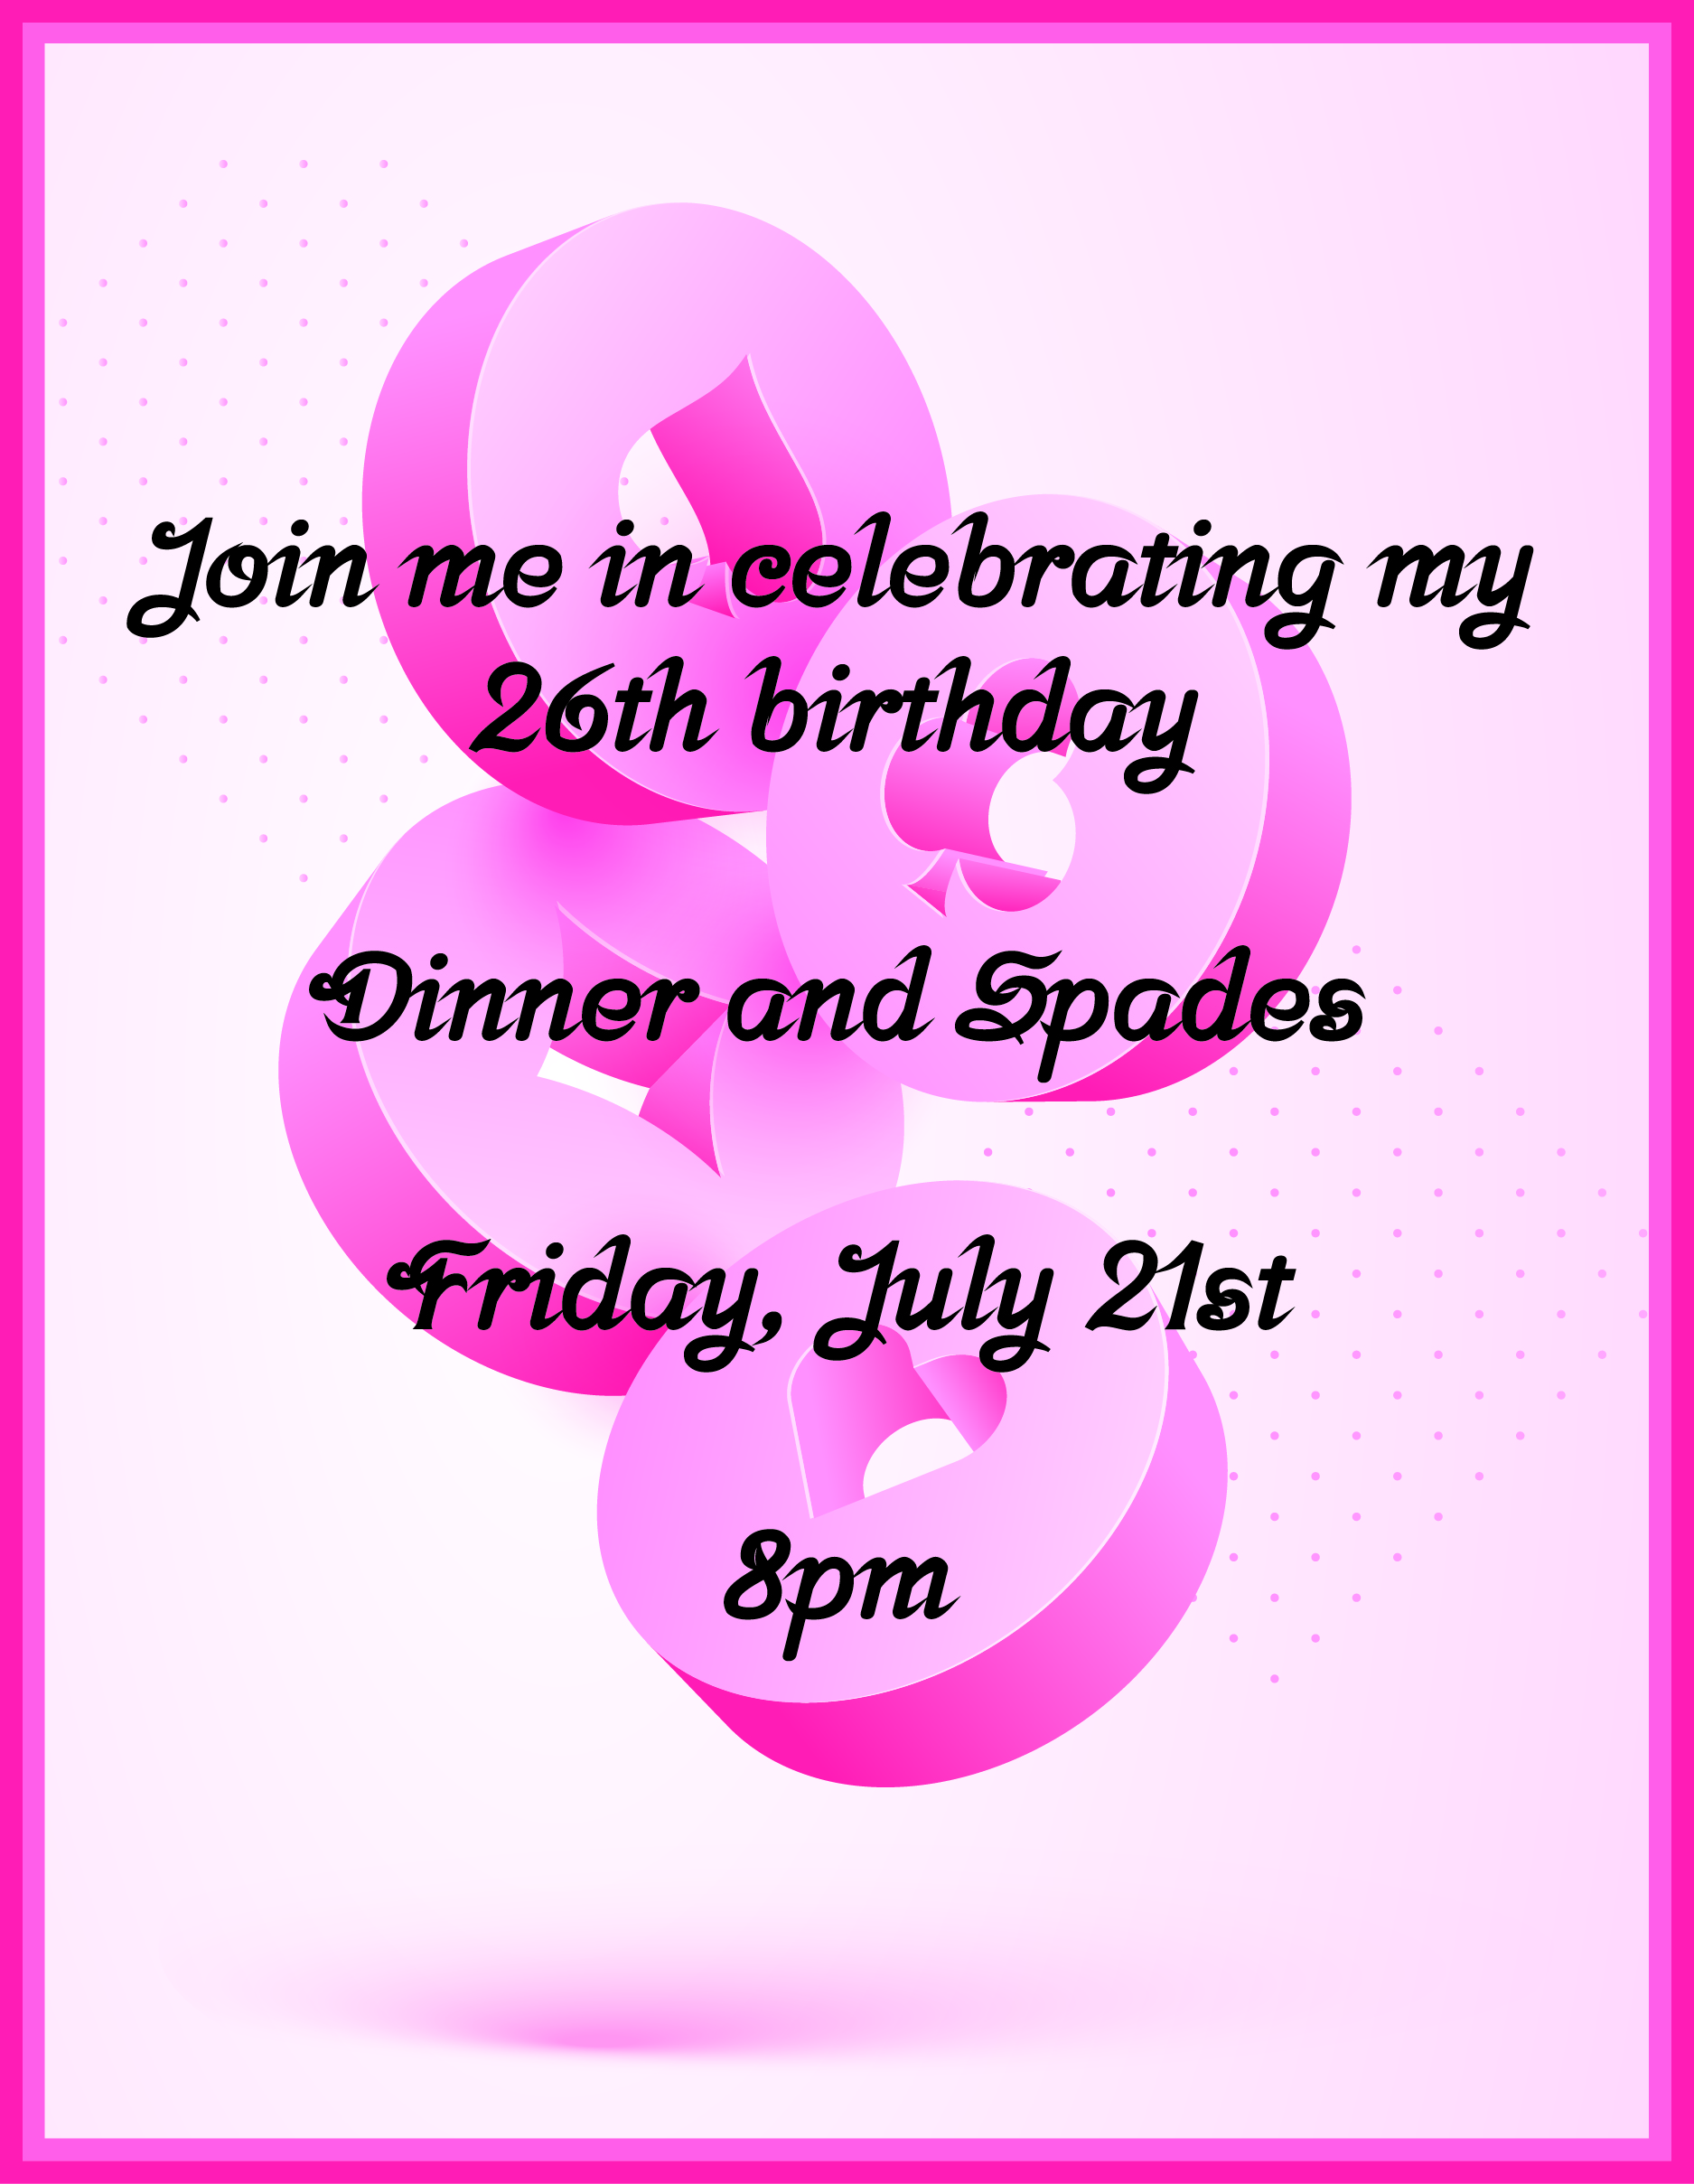 Join me in celebrating my
26th birthday
Dinner and Spades
Friday, July 21st
8pm